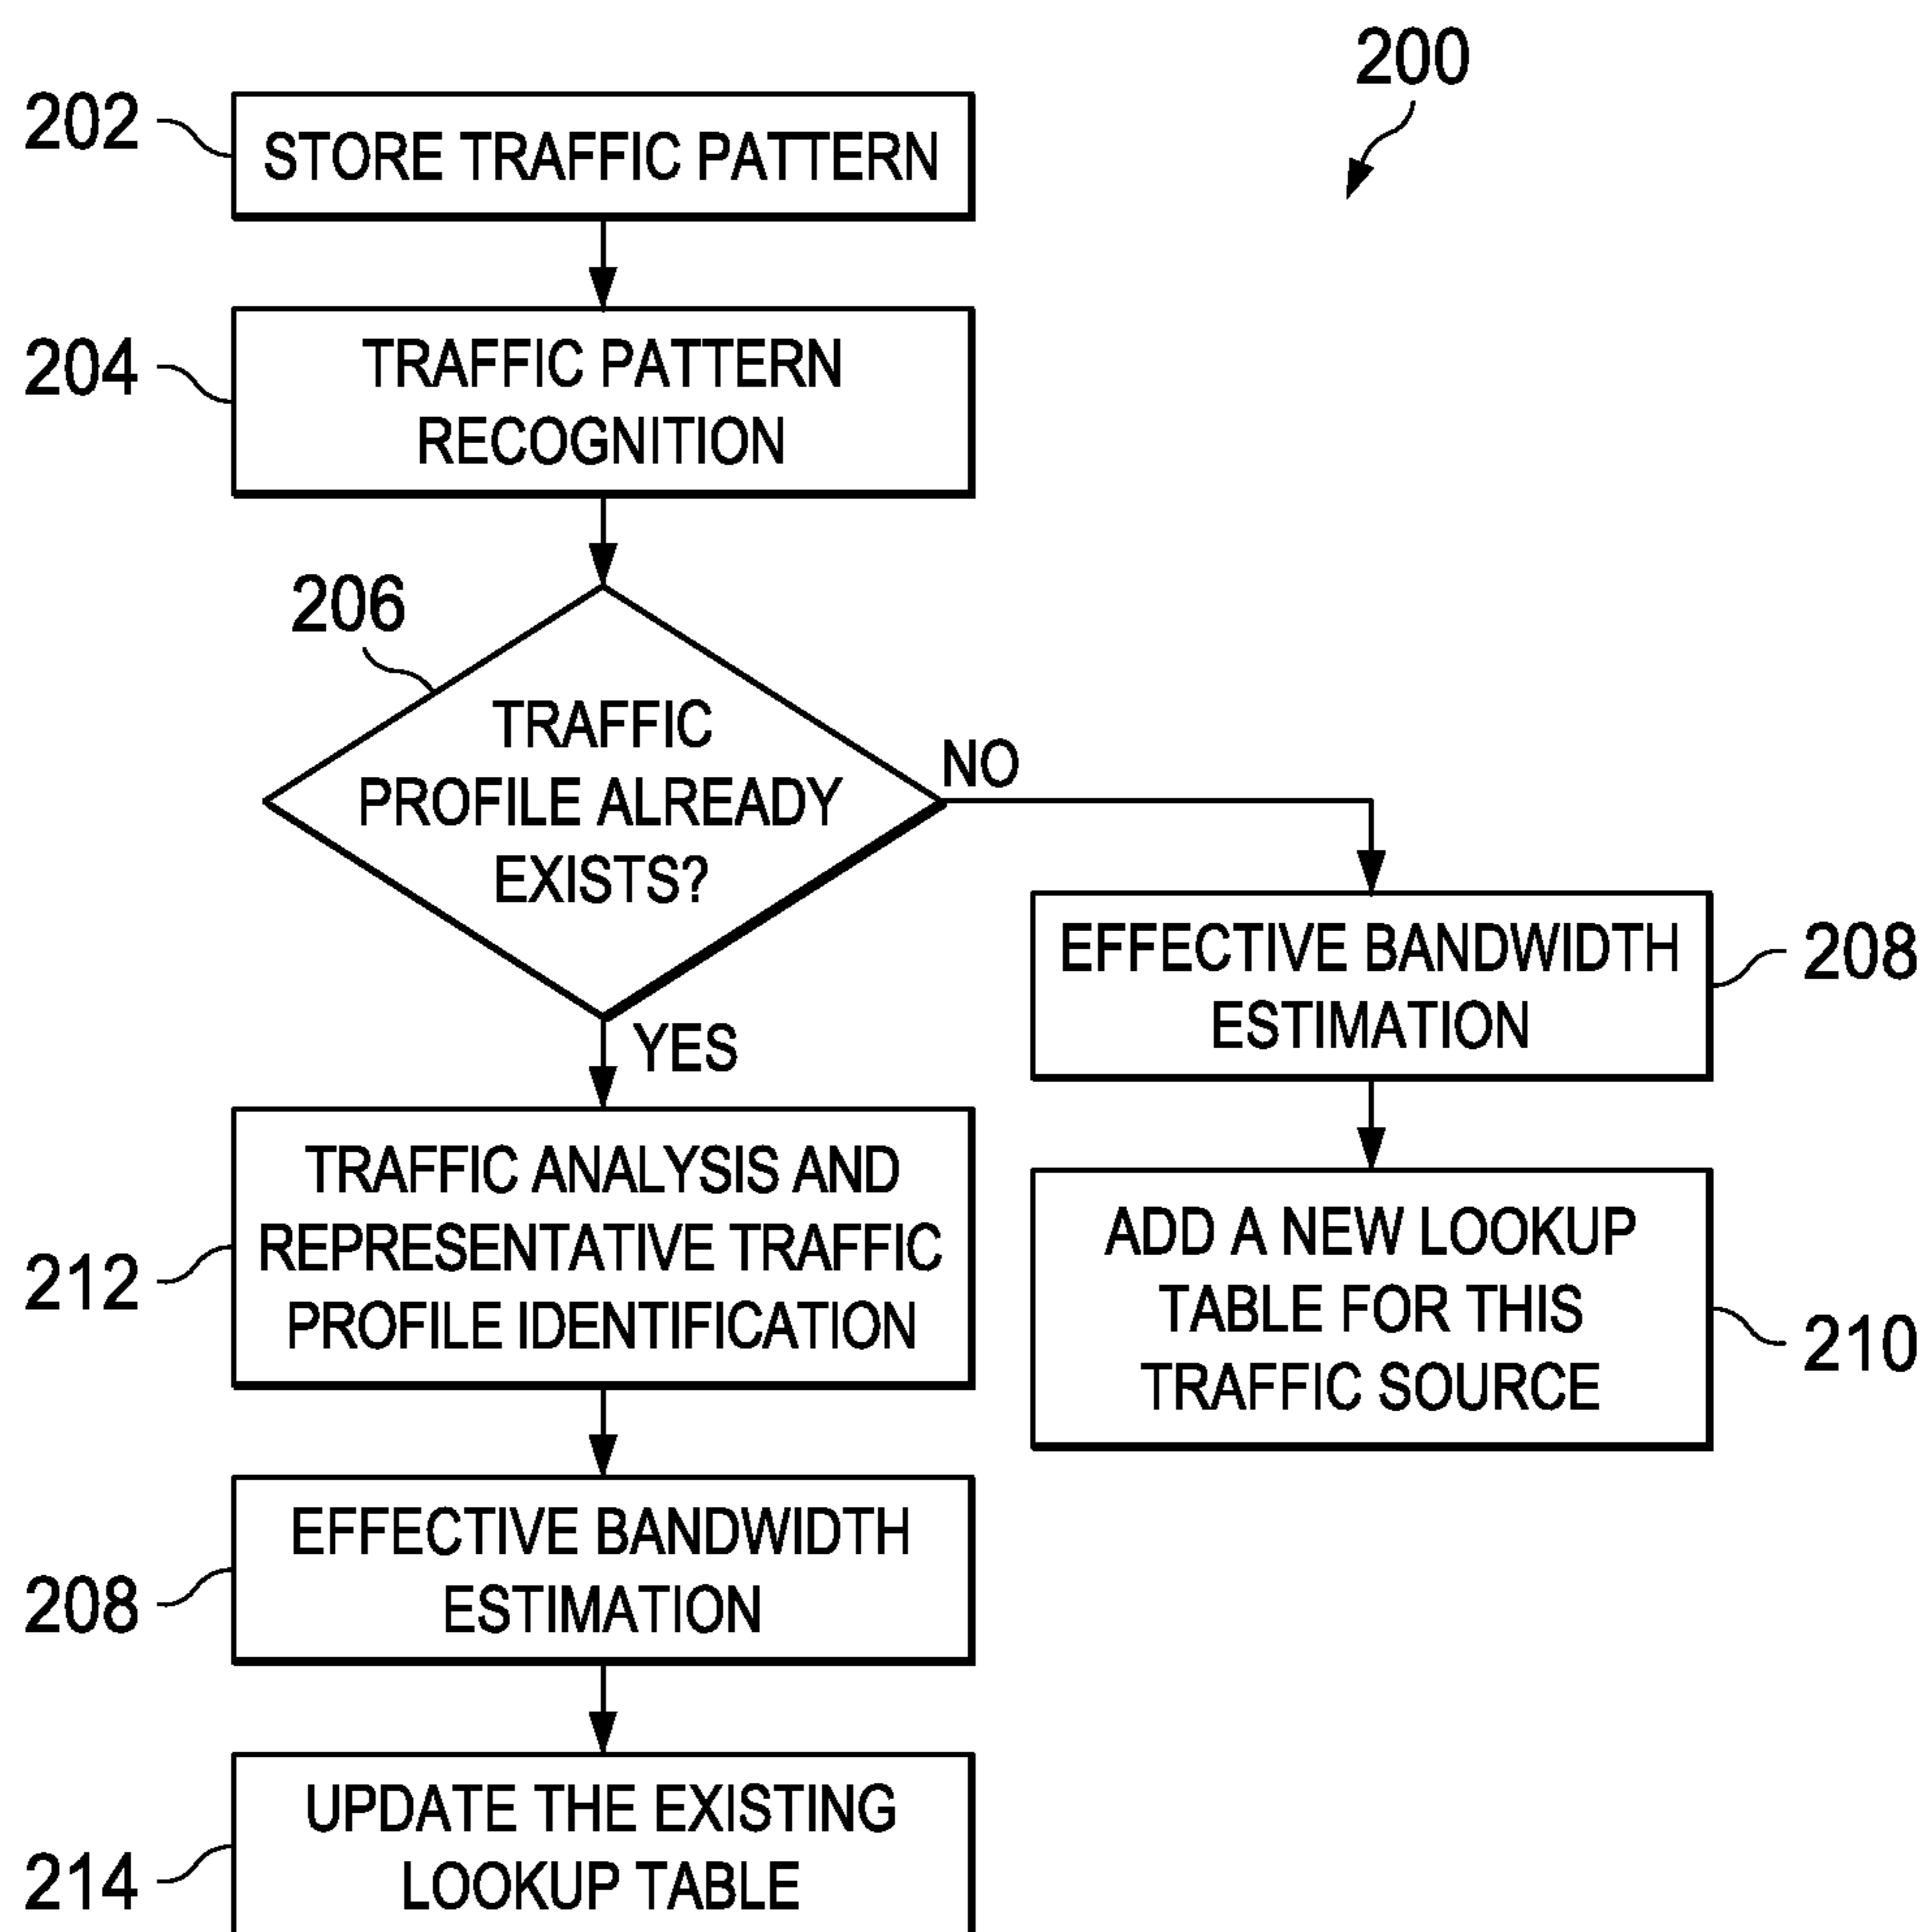 200
202
STORE TRAFFIC PATTERN
204
TRAFFIC PATTERN
RECOGNITION
206
TRAFFIC
PROFILE ALREADY
EXISTS?
NO
YES
EFFECTIVE BANDWIDTH
ESTIMATION
208
ADD A NEW LOOKUP
TABLE FOR THIS
TRAFFIC SOURCE
210
212
TRAFFIC ANALYSIS AND
REPRESENTATIVE TRAFFIC
PROFILE IDENTIFICATION
208
EFFECTIVE BANDWIDTH
ESTIMATION
214
UPDATE THE EXISTING
LOOKUP TABLE